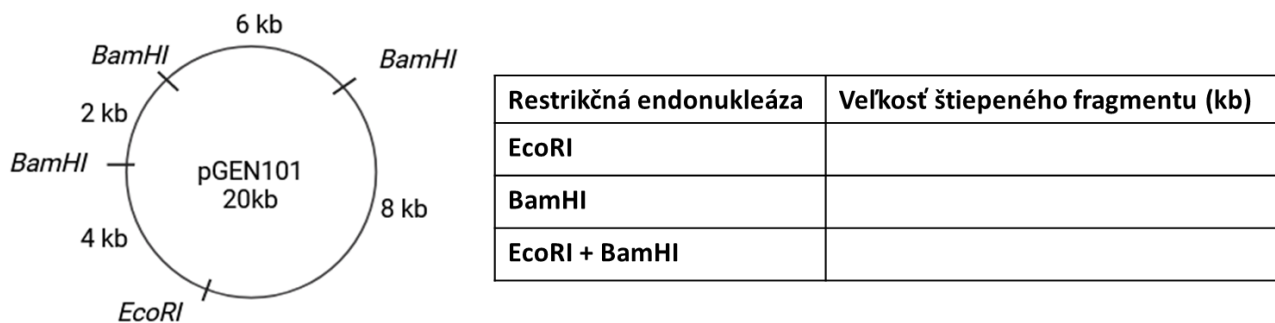 6 kb
BamHI
BamHI
2 kb
BamHI
pGEN101
20kb
8 kb
4 kb
EcoRI
Reštrikčná endonukleáza Veľkosť štiepeného fragmentu (kb)
EcoRI
BamHI
EcoRI + BamHI